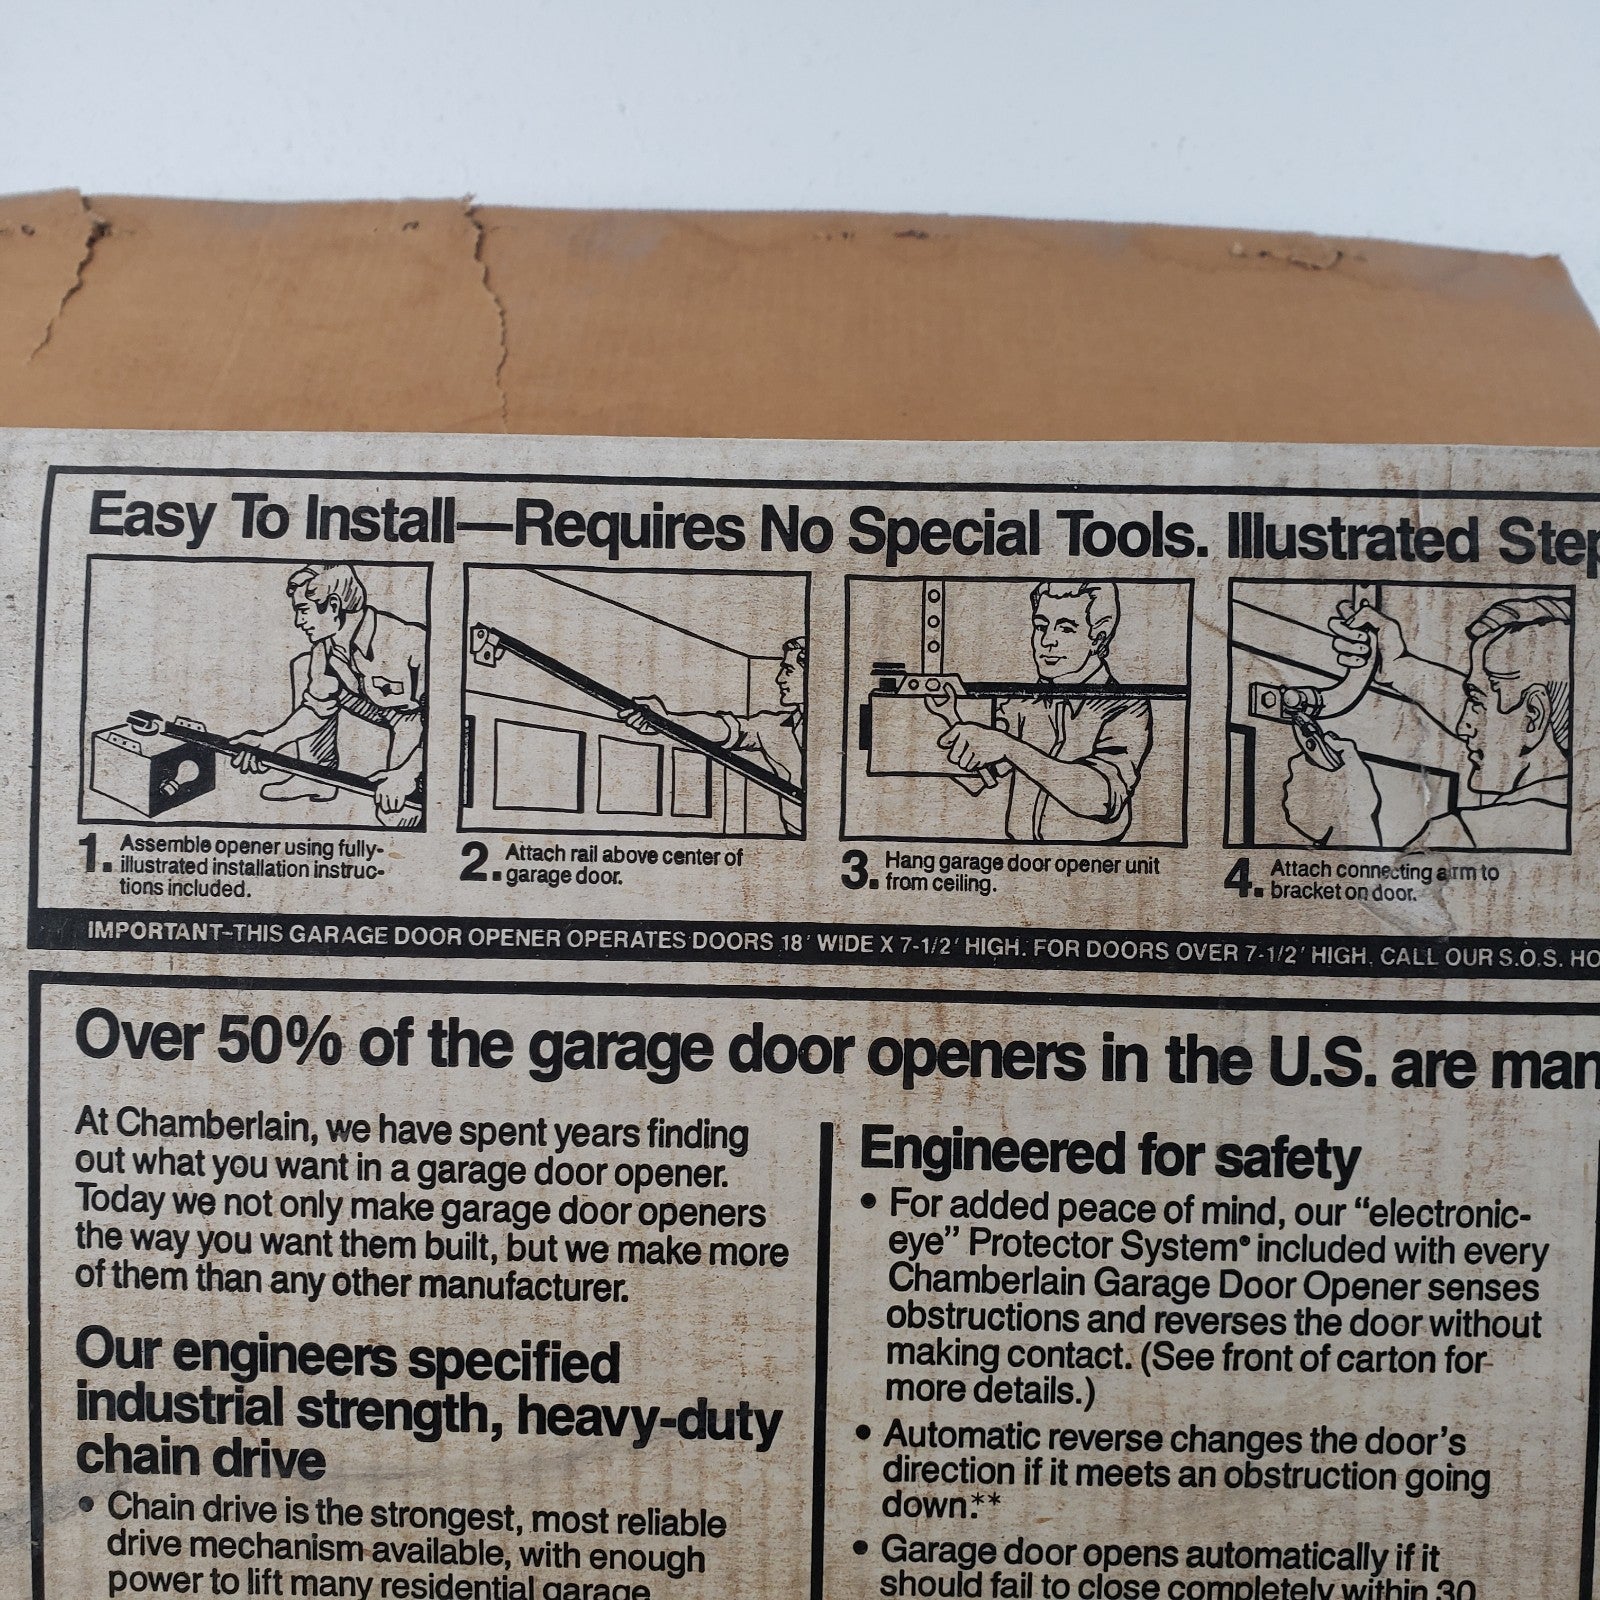 Easy To Install—Requires No Special Tools. Illustrated Step
1. Assemble opener using fully-
illustrated installation instruc-
tions included.
2. Attach rail above center of
garage door.
3. Hang garage door opener unit
from ceiling.
4. Attach connecting arm to
bracket on door.
IMPORTANT-THIS GARAGE DOOR OPENER OPERATES DOORS 18' WIDE X 7-1/2' HIGH. FOR DOORS OVER 7-1/2' HIGH, CALL OUR S.O.S. HO
Over 50% of the garage door openers in the U.S. are man
At Chamberlain, we have spent years finding
out what you want in a garage door opener.
Today we not only make garage door openers
the way you want them built, but we make more
of them than any other manufacturer.
Our engineers specified
industrial strength, heavy-duty
chain drive
• Chain drive is the strongest, most reliable
drive mechanism available, with enough
power to lift many residential garage
Engineered for safety
• For added peace of mind, our “electronic-
eye” Protector System® included with every
Chamberlain Garage Door Opener senses
obstructions and reverses the door without
making contact. (See front of carton for
more details.)
• Automatic reverse changes the door's
direction if it meets an obstruction going
down.**
• Garage door opens automatically if it
should fail to close completely within 30